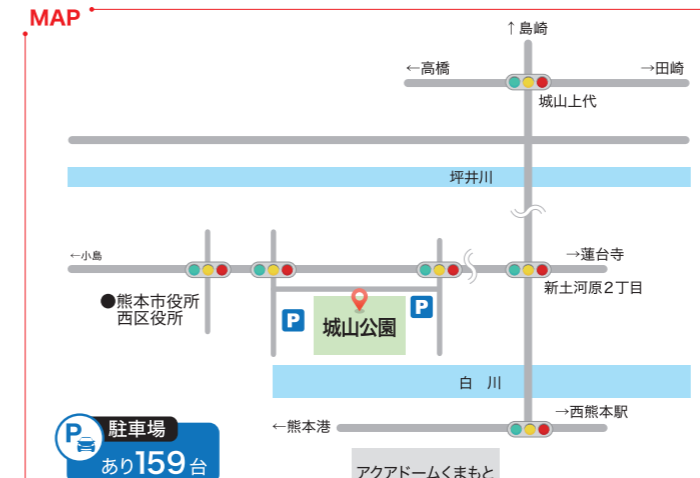 MAP
↑島崎
←高橋
→田崎
城山上代
坪井川
←小島
→蓮台寺
新土河原2丁目
●熊本市役所
西区役所
P
城山公園
P
白 川
←熊本港
→西熊本駅
P
駐車場
あり159台
アクアドームくまもと